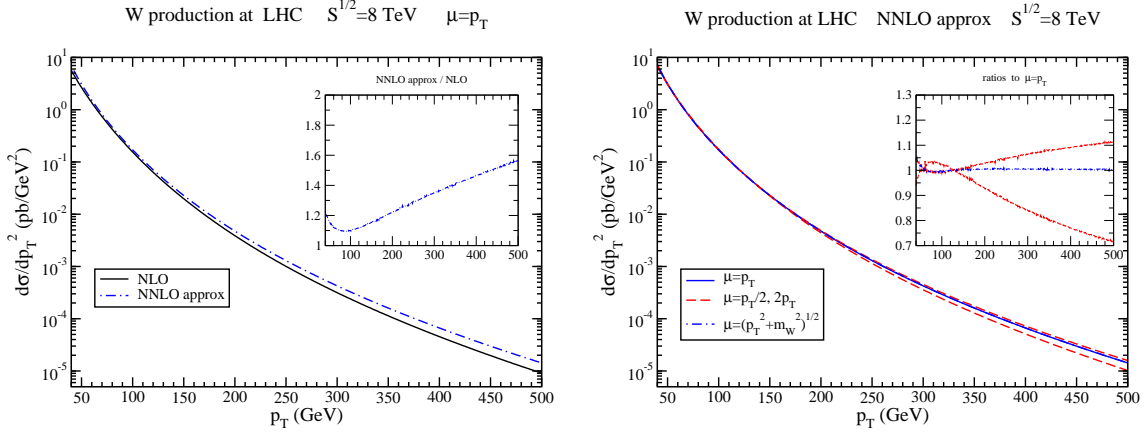 W production at LHC S^1/2=8 TeV μ=p_T
NNLO approx / NLO
2
1.8
1.6
1.4
1.2
1
100 200 300 400 500
10^1
10^0
10^-1
10^-2
10^-3
10^-4
10^-5
dσ/dp_T^2 (pb/GeV^2)
NLO
NNLO approx
50 100 150 200 250 300 350 400 450 500
p_T (GeV)
W production at LHC NNLO approx S^1/2=8 TeV
ratios to μ=p_T
1.3
1.2
1.1
1
0.9
0.8
0.7
100 200 300 400 500
10^1
10^0
10^-1
10^-2
10^-3
10^-4
10^-5
dσ/dp_T^2 (pb/GeV^2)
μ=p_T
μ=p_T/2, 2p_T
μ=(p_T^2+m_W^2)^1/2
50 100 150 200 250 300 350 400 450 500
p_T (GeV)